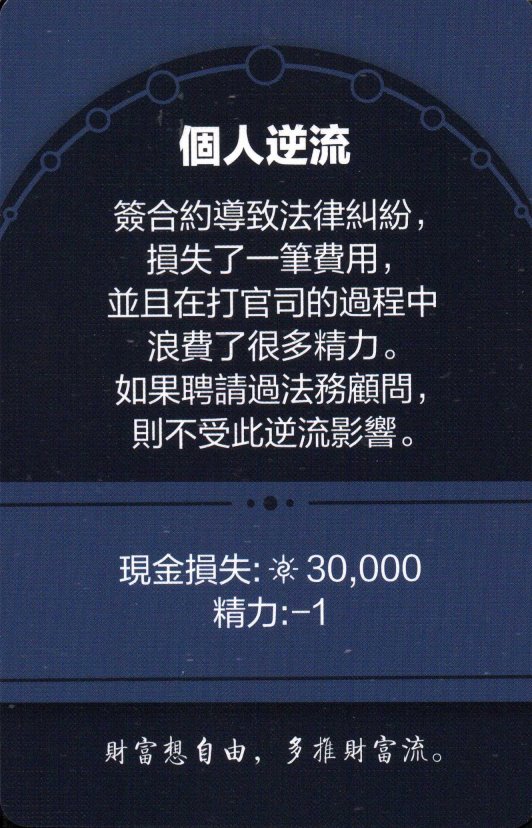 個人逆流
簽合約導致法律糾紛，
損失了一筆費用，
並且在打官司的過程中
浪費了很多精力。
如果聘請過法務顧問，
則不受此逆流影響。
現金損失: 30,000
精力:−1
財富想自由，多推財富流。